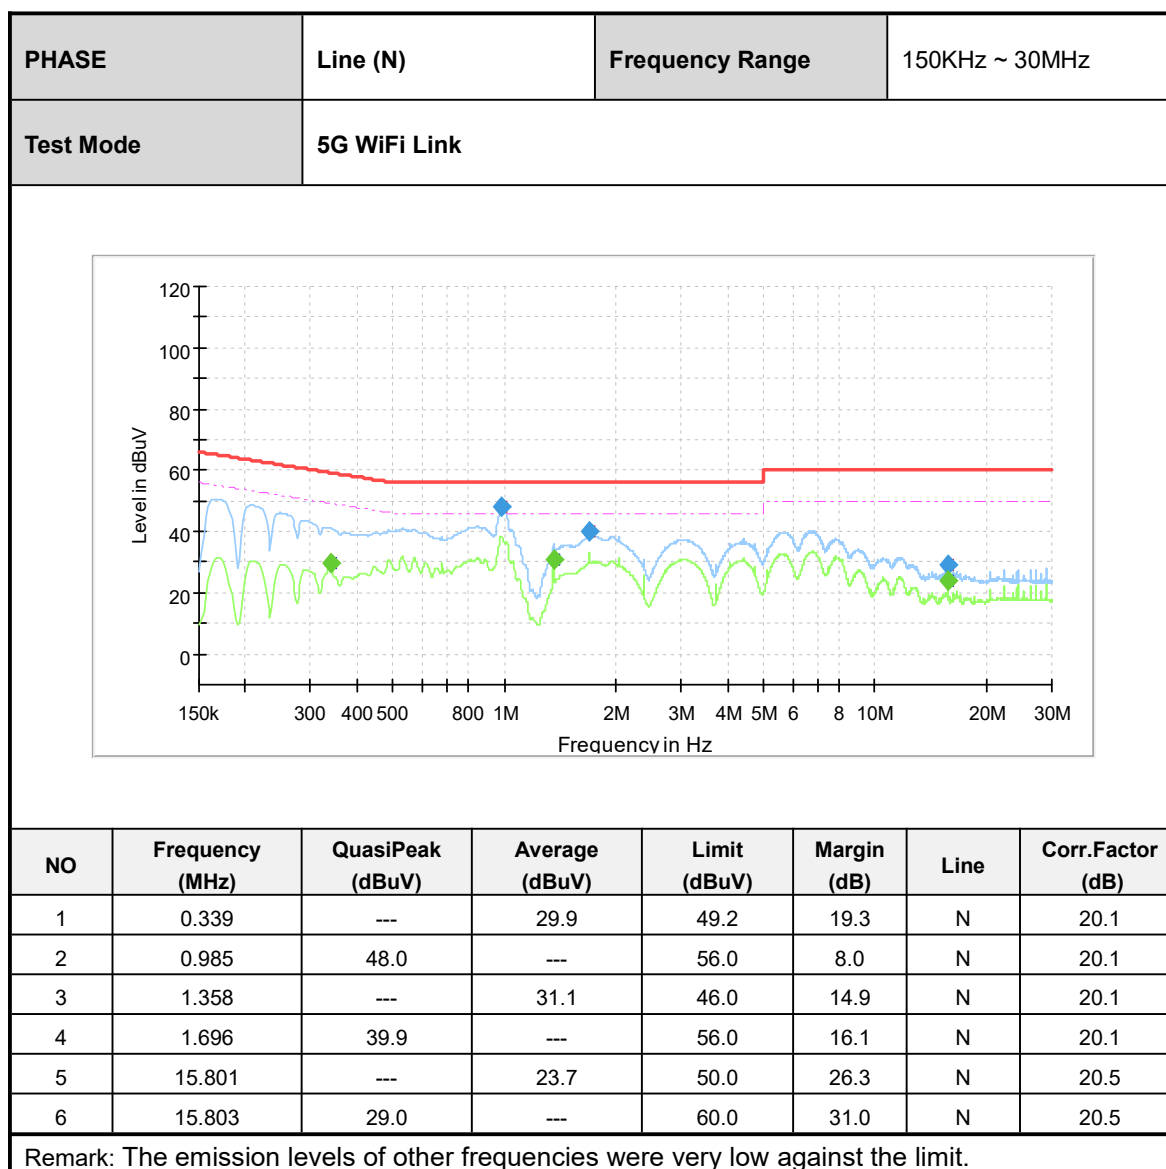 PHASE Line (N) Frequency Range 150KHz ~ 30MHz
Test Mode 5G WiFi Link
120
100
80
60
40
20
0
Level in dBuV
150k 300 400 500 800 1M 2M 3M 4M 5M 6 8 10M 20M 30M
Frequency in Hz
NO Frequency (MHz) QuasiPeak (dBuV) Average (dBuV) Limit (dBuV) Margin (dB) Line Corr.Factor (dB)
1 0.339 --- 29.9 49.2 19.3 N 20.1
2 0.985 48.0 --- 56.0 8.0 N 20.1
3 1.358 --- 31.1 46.0 14.9 N 20.1
4 1.696 39.9 --- 56.0 16.1 N 20.1
5 15.801 --- 23.7 50.0 26.3 N 20.5
6 15.803 29.0 --- 60.0 31.0 N 20.5
Remark: The emission levels of other frequencies were very low against the limit.